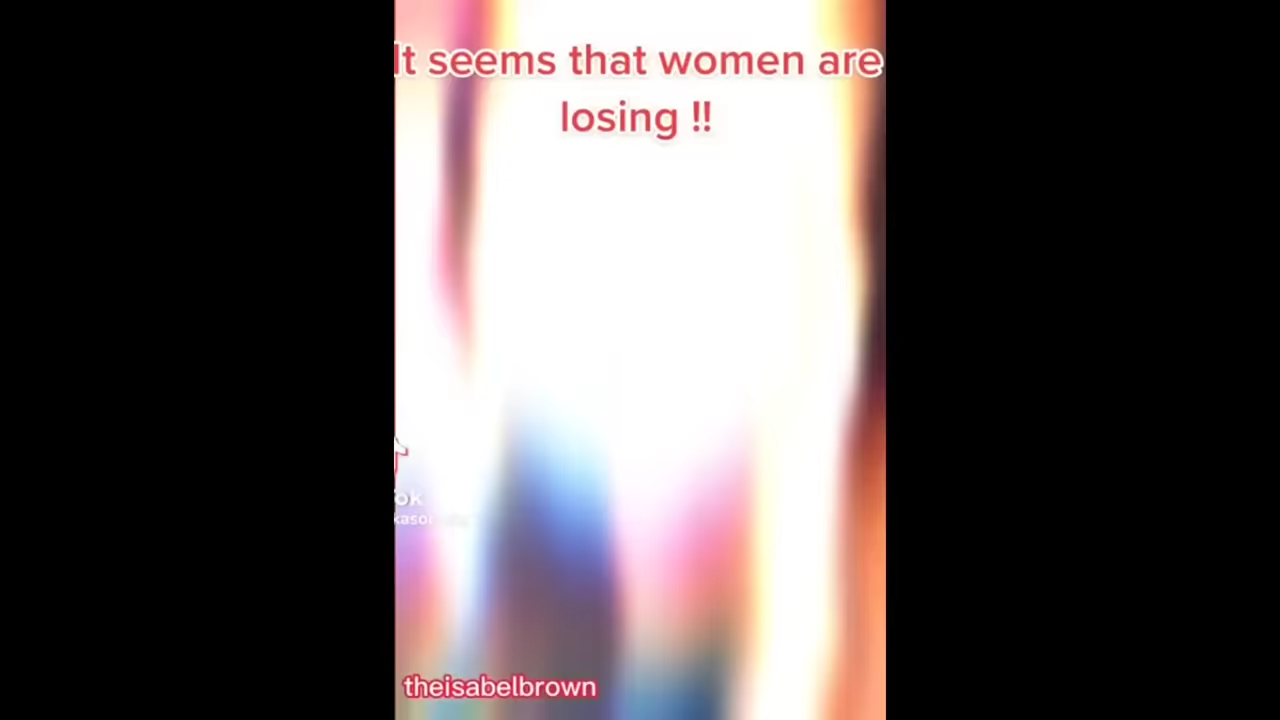 It seems that women are
losing !!
theisabelbrown